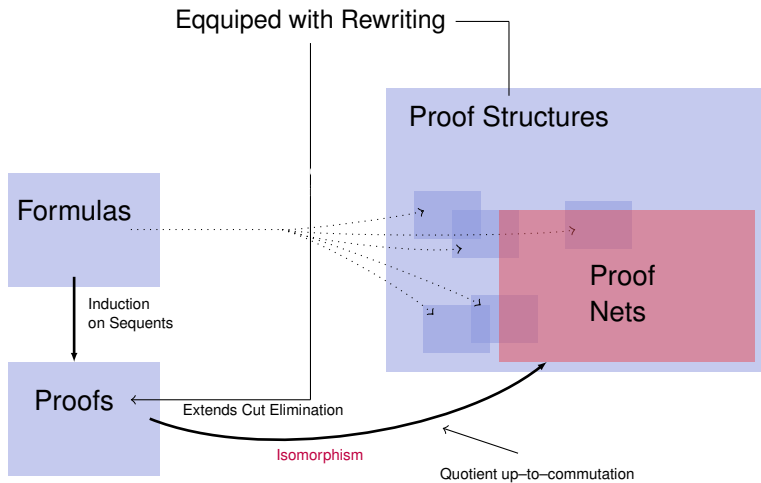 Eqquiped with Rewriting
Proof Structures
Formulas
Proof
Nets
Induction
on Sequents
Proofs
Extends Cut Elimination
Isomorphism
Quotient up–to–commutation